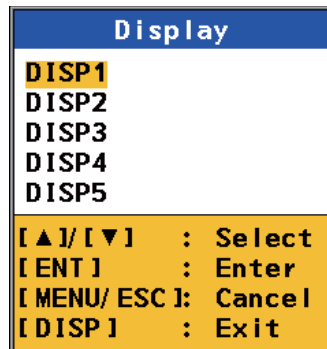 Display
DISP1
DISP2
DISP3
DISP4
DISP5
[▲]/[▼] : Select
[ENT] : Enter
[MENU/ESC]: Cancel
[DISP] : Exit